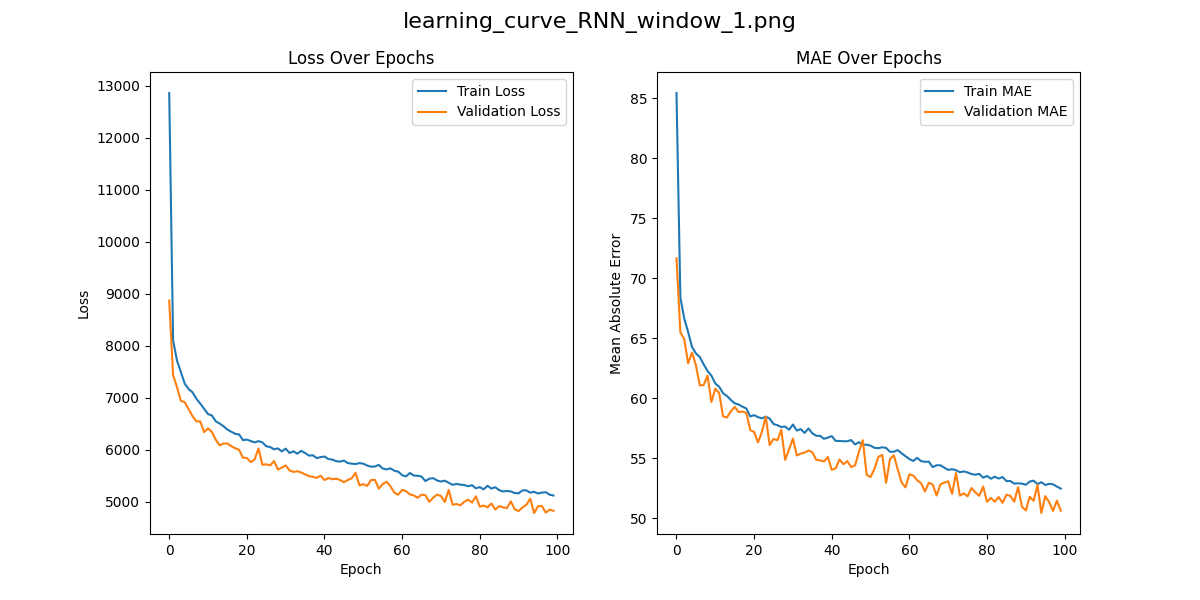 learning_curve_RNN_window_1.png
Loss Over Epochs
Train Loss
Validation Loss
13000
12000
11000
10000
9000
8000
7000
6000
5000
Loss
0
20
40
60
80
100
Epoch
MAE Over Epochs
Train MAE
Validation MAE
85
80
75
70
65
60
55
50
Mean Absolute Error
0
20
40
60
80
100
Epoch